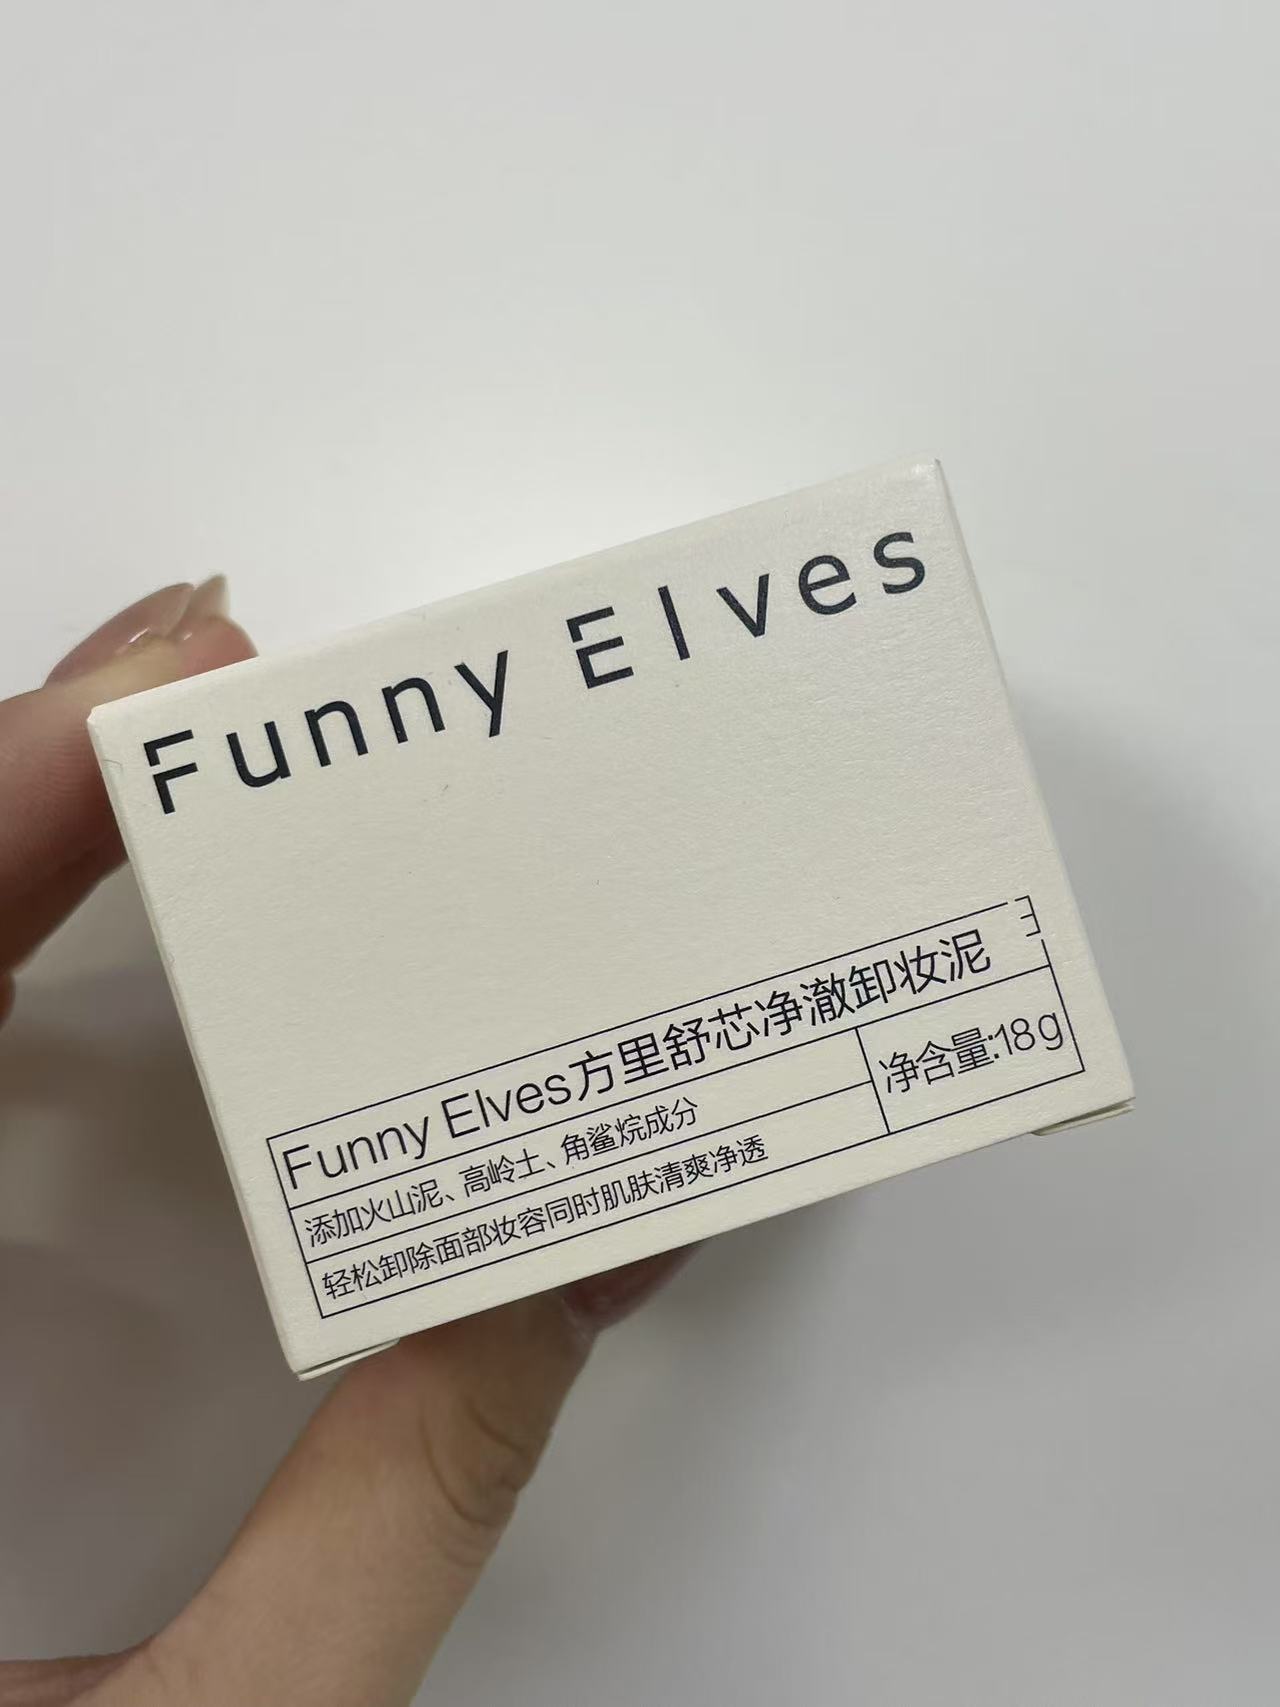 Funny Elves
Funny Elves方里舒芯净澈卸妆泥
添加火山泥、高岭土、角鲨烷成分
轻松卸除面部妆容同时肌肤清爽净透
净含量:18g